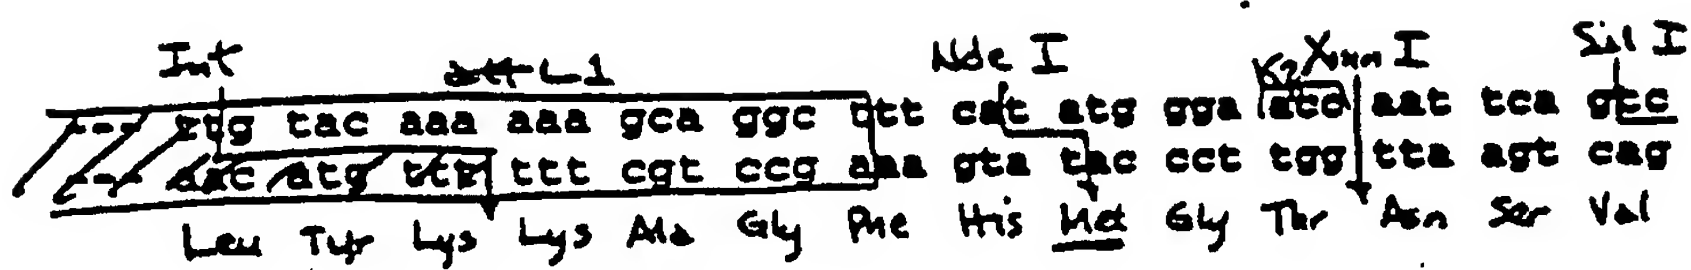 Int att L1 Nde I Kz Xmn I Sal I
--- ttg tac aaa aaa gca ggc ttt cat atg gga acc aat tca gtc
--- aac atg ttt ttt cgt ccg aaa gta tac cct tgg tta agt cag
Leu Tyr Lys Lys Ala Gly Phe His Met Gly Thr Asn Ser Val